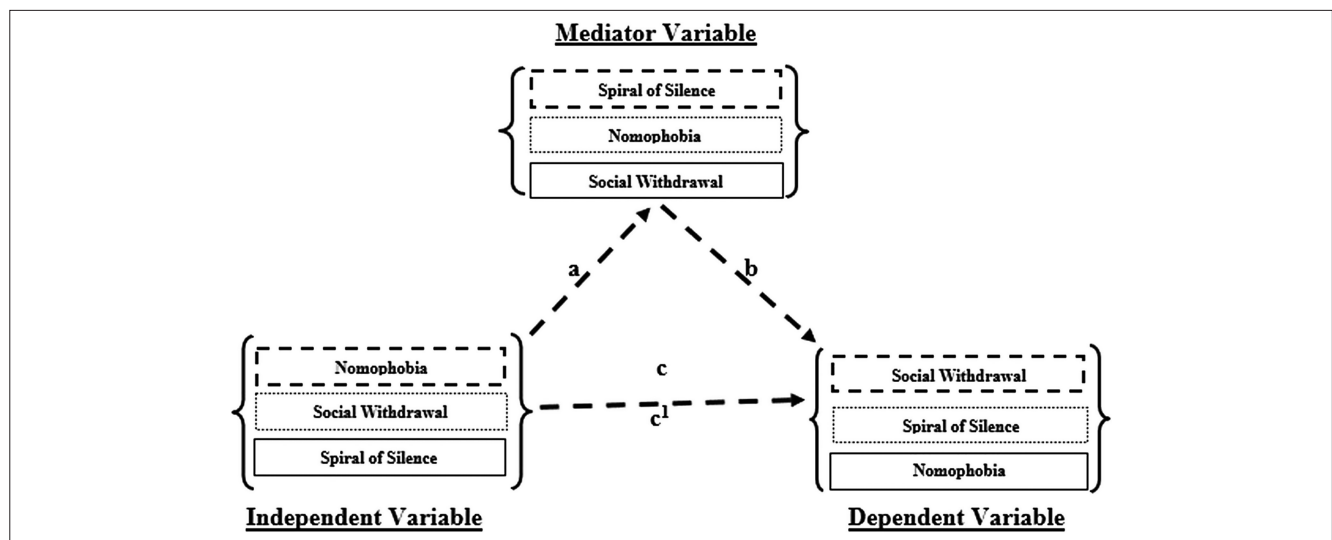 Mediator Variable
Spiral of Silence
Nomophobia
Social Withdrawal
a
b
Nomophobia
Social Withdrawal
Spiral of Silence
c
c¹
Social Withdrawal
Spiral of Silence
Nomophobia
Independent Variable
Dependent Variable